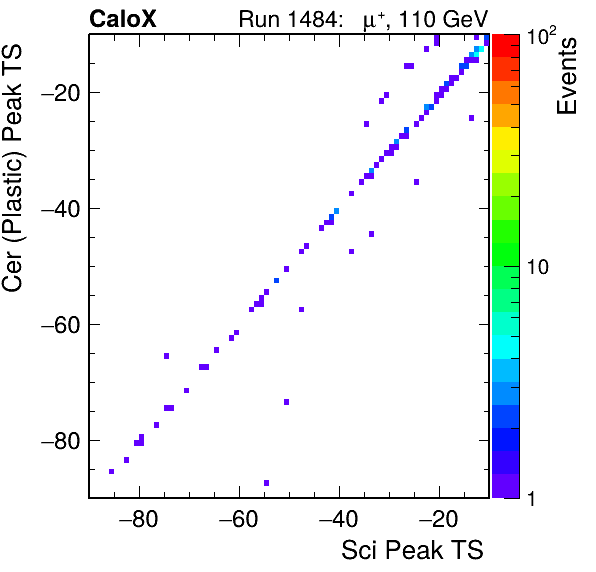 CaloX Run 1484: μ⁺, 110 GeV
Cer (Plastic) Peak TS
−20
−40
−60
−80
−80 −60 −40 −20
Sci Peak TS
10²
10
1
Events